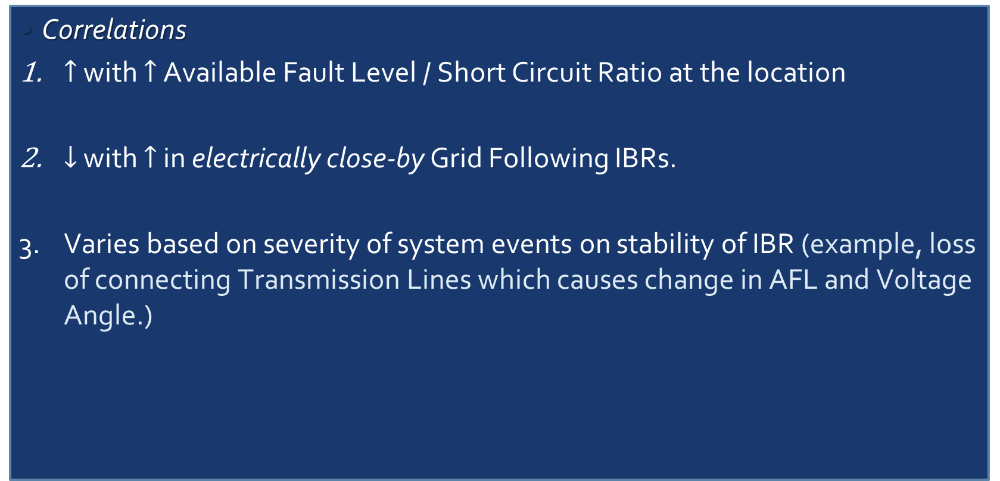 • Correlations
1. ↑ with ↑ Available Fault Level / Short Circuit Ratio at the location
2. ↓ with ↑ in electrically close-by Grid Following IBRs.
3. Varies based on severity of system events on stability of IBR (example, loss
of connecting Transmission Lines which causes change in AFL and Voltage
Angle.)